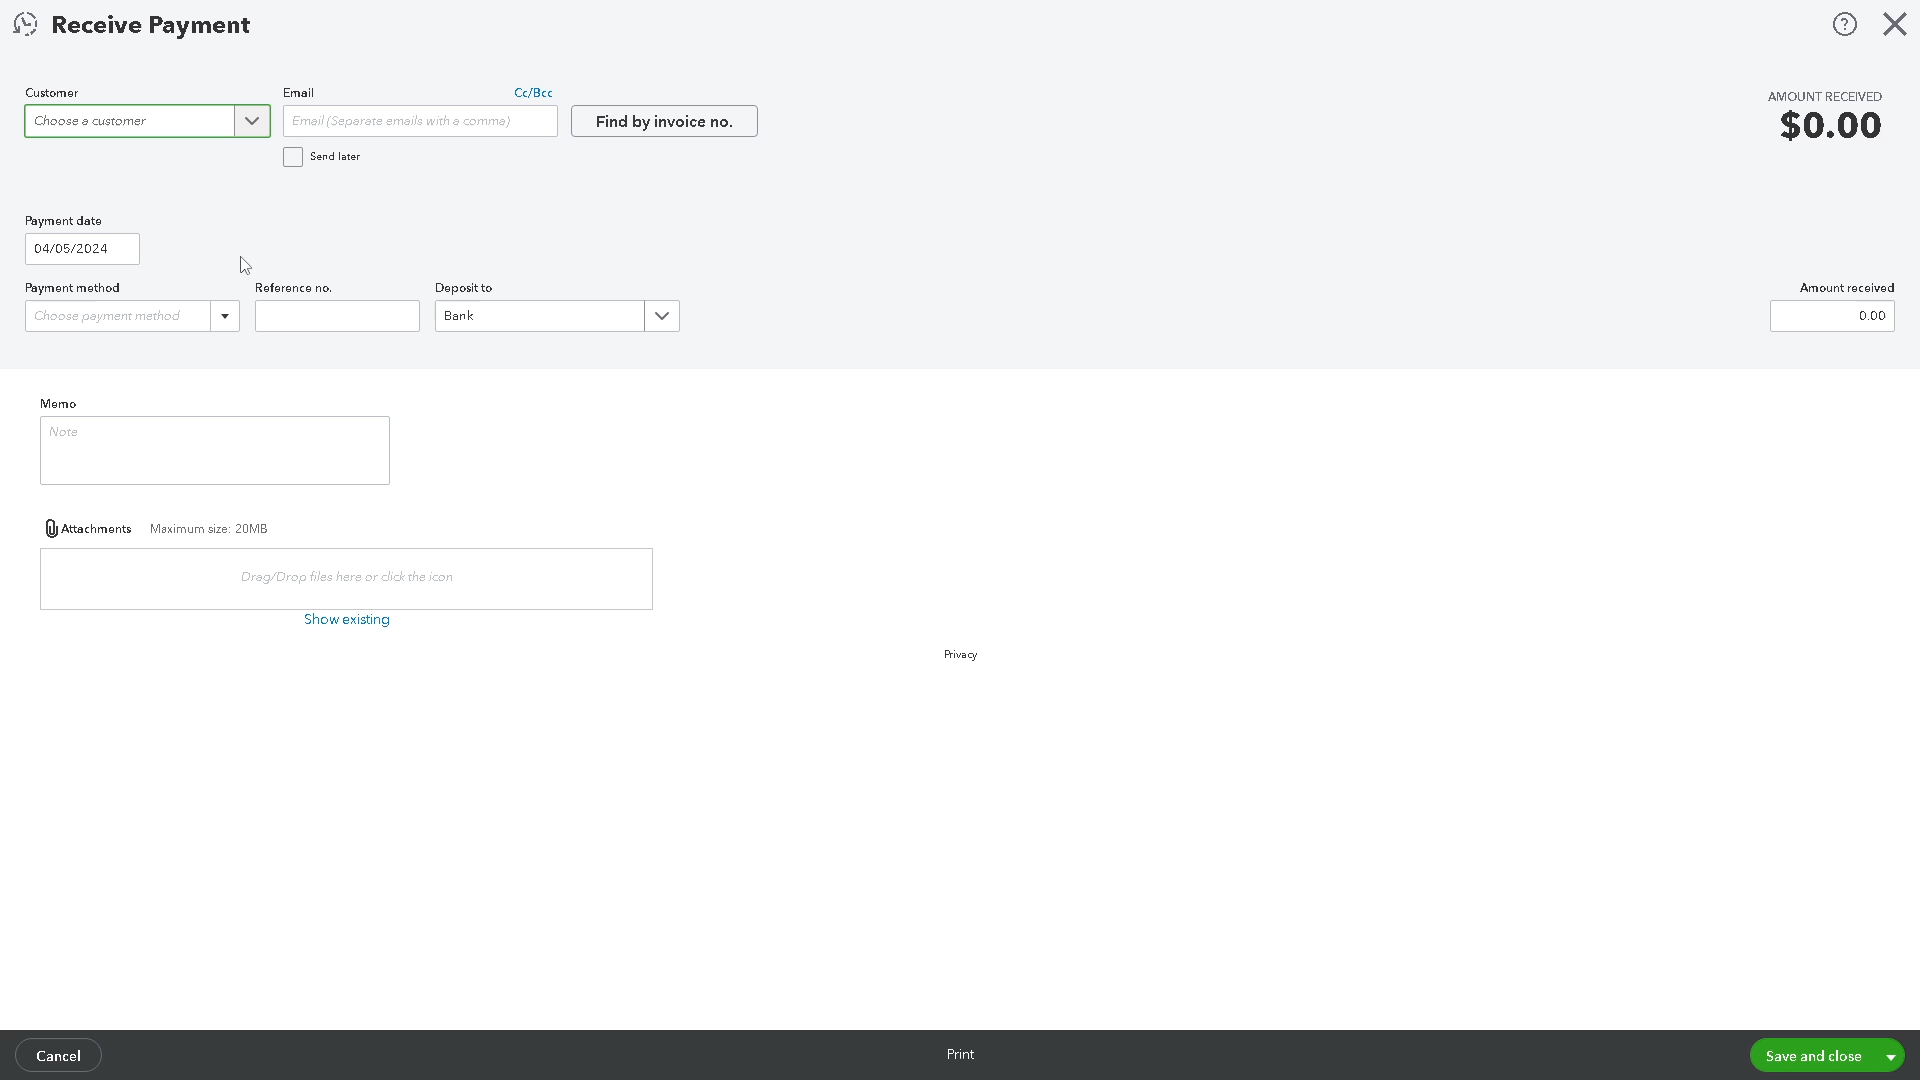 Receive Payment
Customer
Email
Cc/Bcc
AMOUNT RECEIVED
Choose a customer
Email (Separate emails with a comma)
Find by invoice no.
$0.00
Send later
Payment date
04/05/2024
Payment method
Reference no.
Deposit to
Amount received
Choose payment method
Bank
0.00
Memo
Note
Attachments
Maximum size: 20MB
Drag/Drop files here or click the icon
Show existing
Privacy
Cancel
Print
Save and close